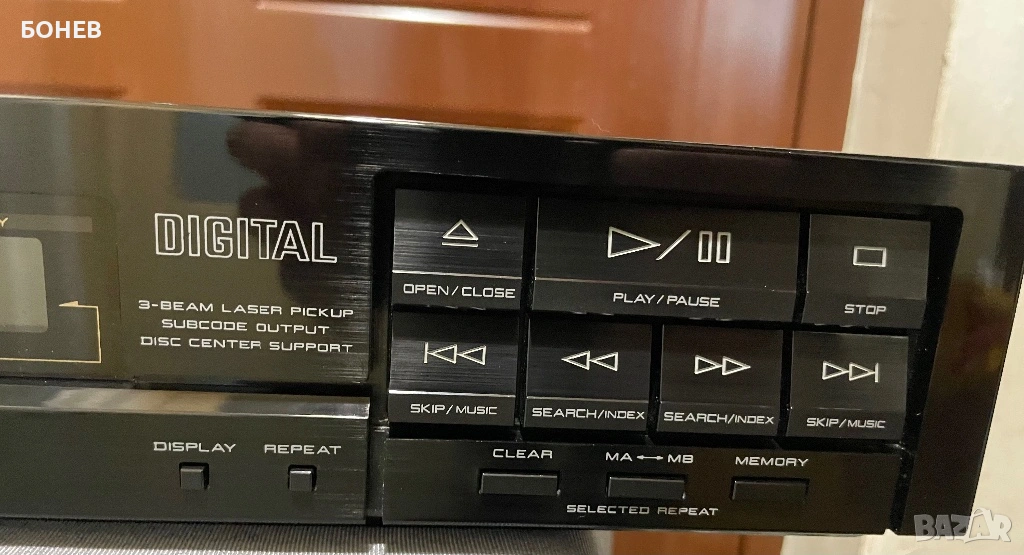 БОНЕВ
DIGITAL
3-BEAM LASER PICKUP
SUBCODE OUTPUT
DISC CENTER SUPPORT
OPEN/CLOSE
PLAY/PAUSE
STOP
SKIP/MUSIC
SEARCH/INDEX
SEARCH/INDEX
SKIP/MUSIC
DISPLAY
REPEAT
CLEAR
MA ⟷ MB
MEMORY
SELECTED REPEAT
BAZAR